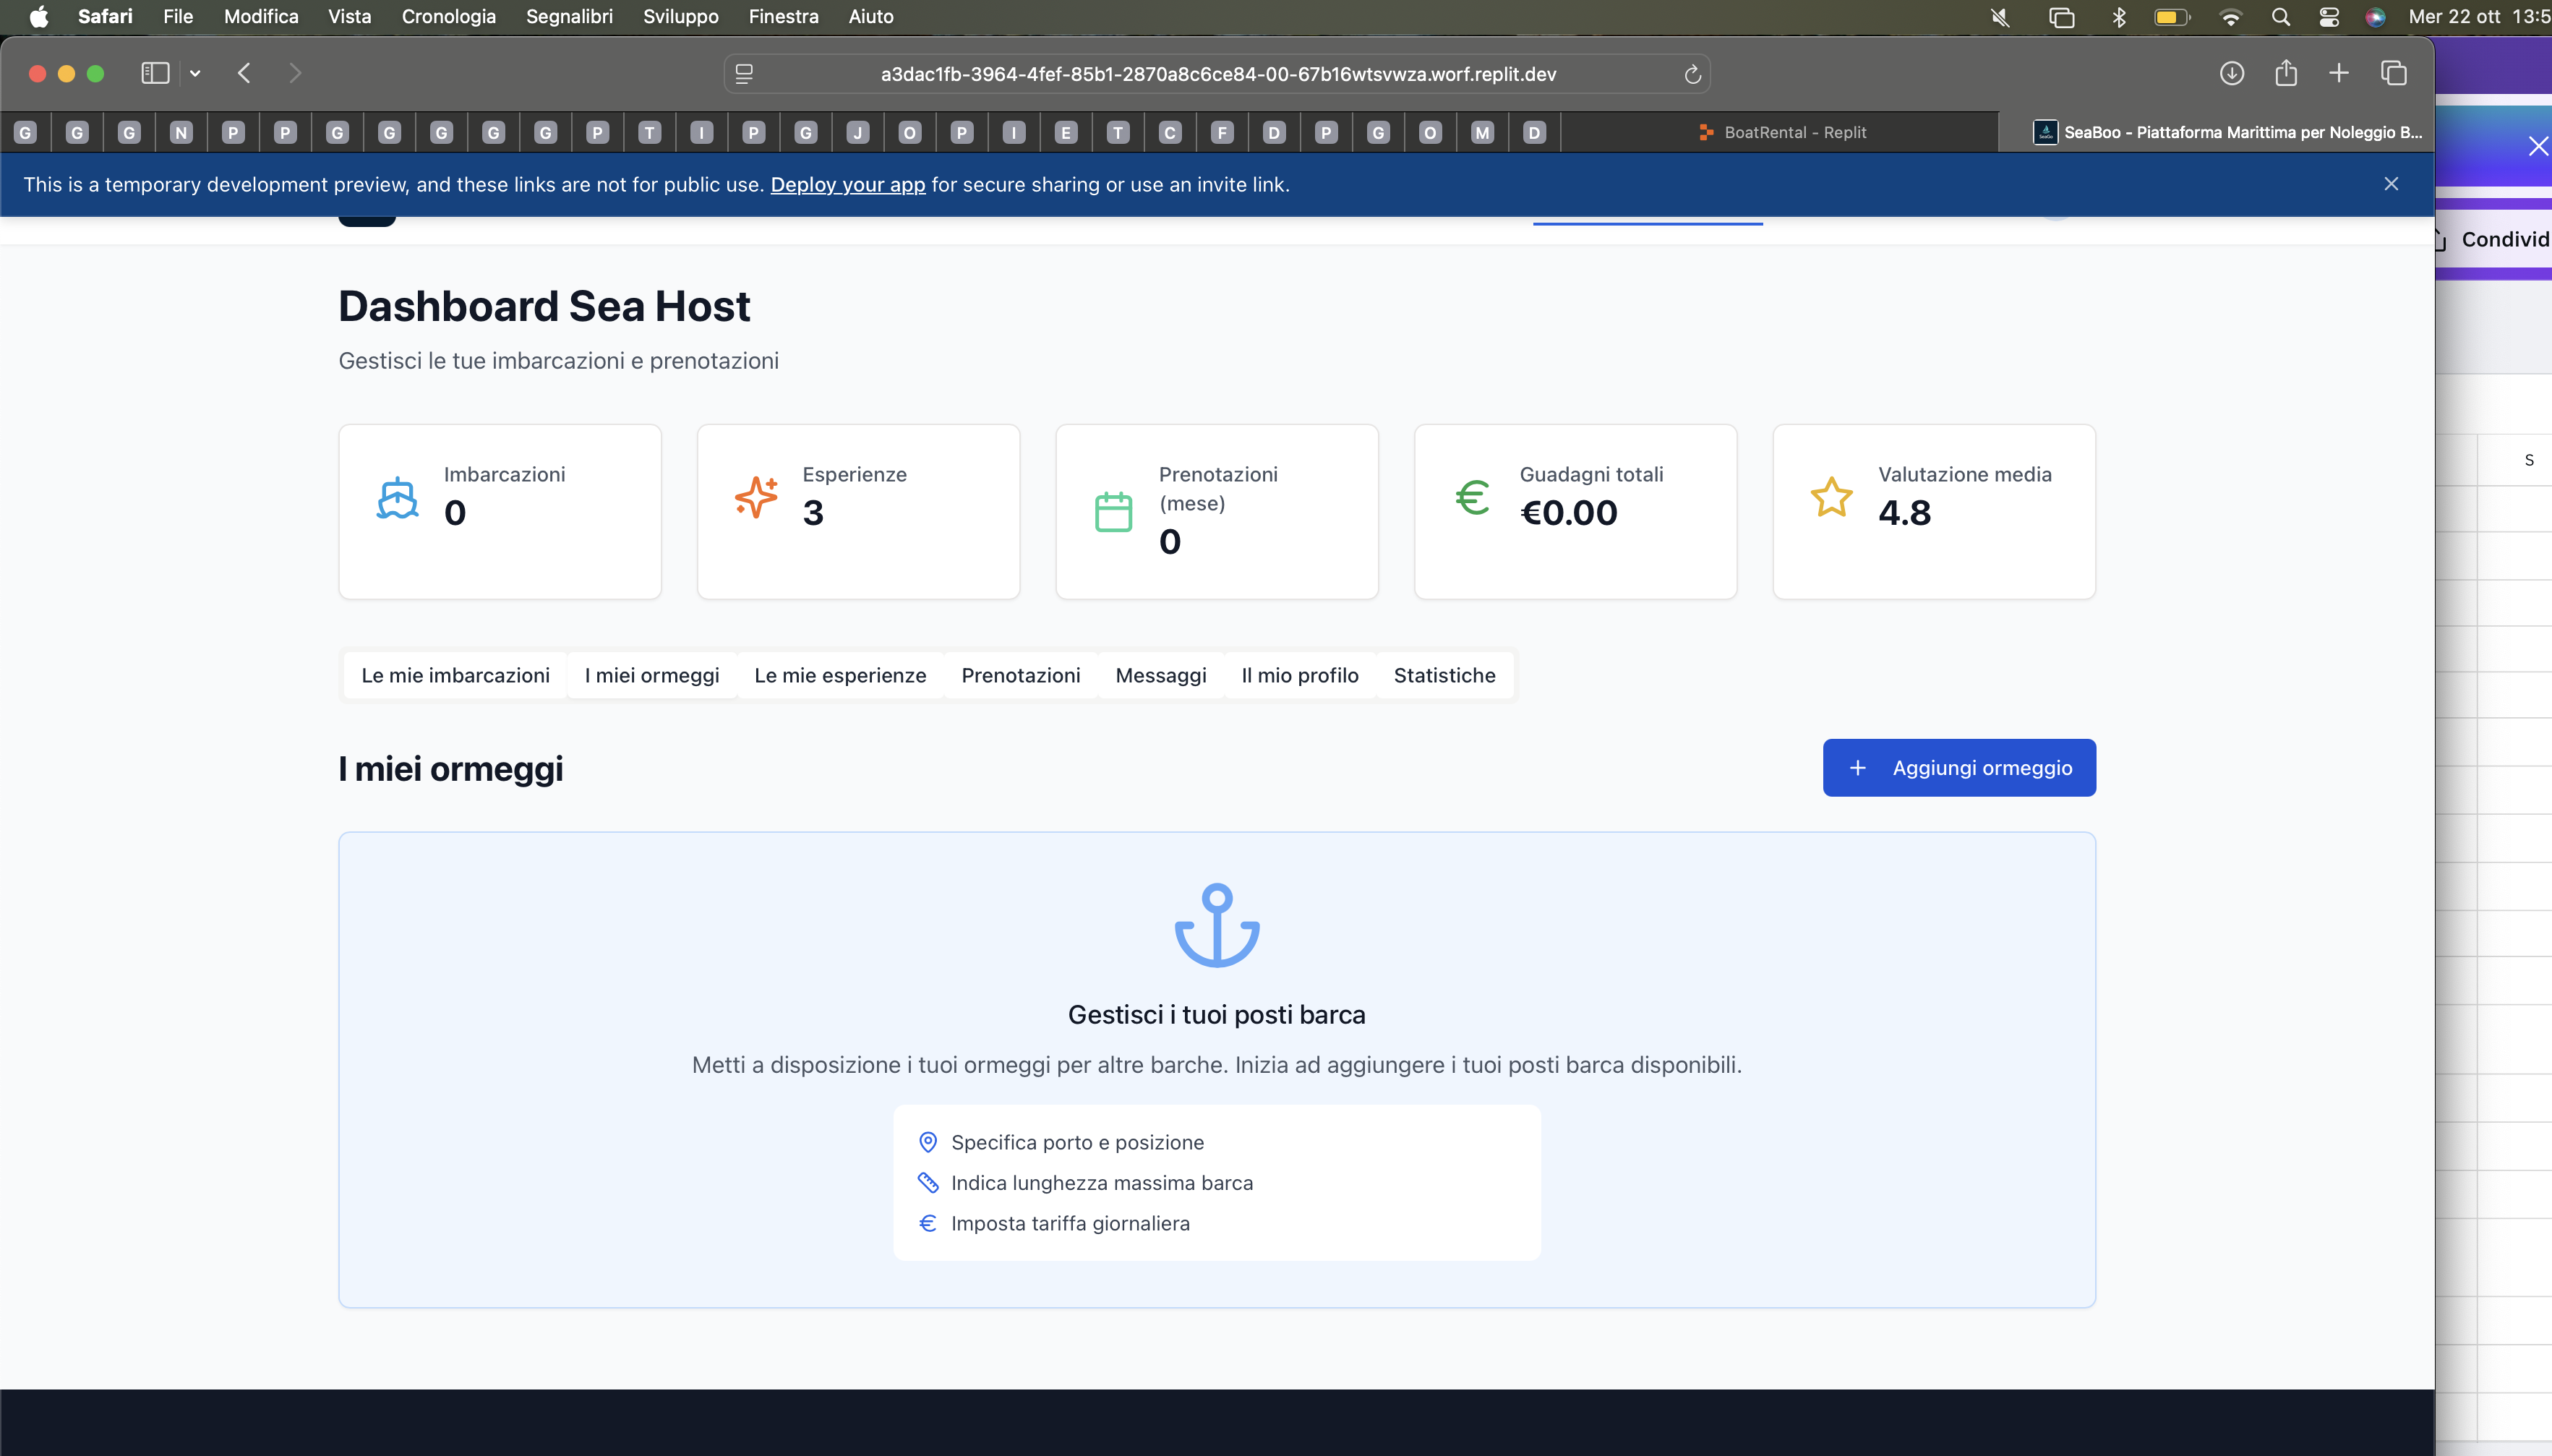 Safari File Modifica Vista Cronologia Segnalibri Sviluppo Finestra Aiuto Mer 22 ott 13:5
a3dac1fb-3964-4fef-85b1-2870a8c6ce84-00-67b16wtsvwza.worf.replit.dev
G G G N P P G G G G G P T I P G J O P I E T C F D P G O M D BoatRental - Replit SeaBoo - Piattaforma Marittima per Noleggio B...
This is a temporary development preview, and these links are not for public use. Deploy your app for secure sharing or use an invite link.
Condivid
Dashboard Sea Host
Gestisci le tue imbarcazioni e prenotazioni
Imbarcazioni
0
Esperienze
3
Prenotazioni
(mese)
0
Guadagni totali
€0.00
Valutazione media
4.8
S
Le mie imbarcazioni I miei ormeggi Le mie esperienze Prenotazioni Messaggi Il mio profilo Statistiche
I miei ormeggi
+ Aggiungi ormeggio
Gestisci i tuoi posti barca
Metti a disposizione i tuoi ormeggi per altre barche. Inizia ad aggiungere i tuoi posti barca disponibili.
Specifica porto e posizione
Indica lunghezza massima barca
€ Imposta tariffa giornaliera